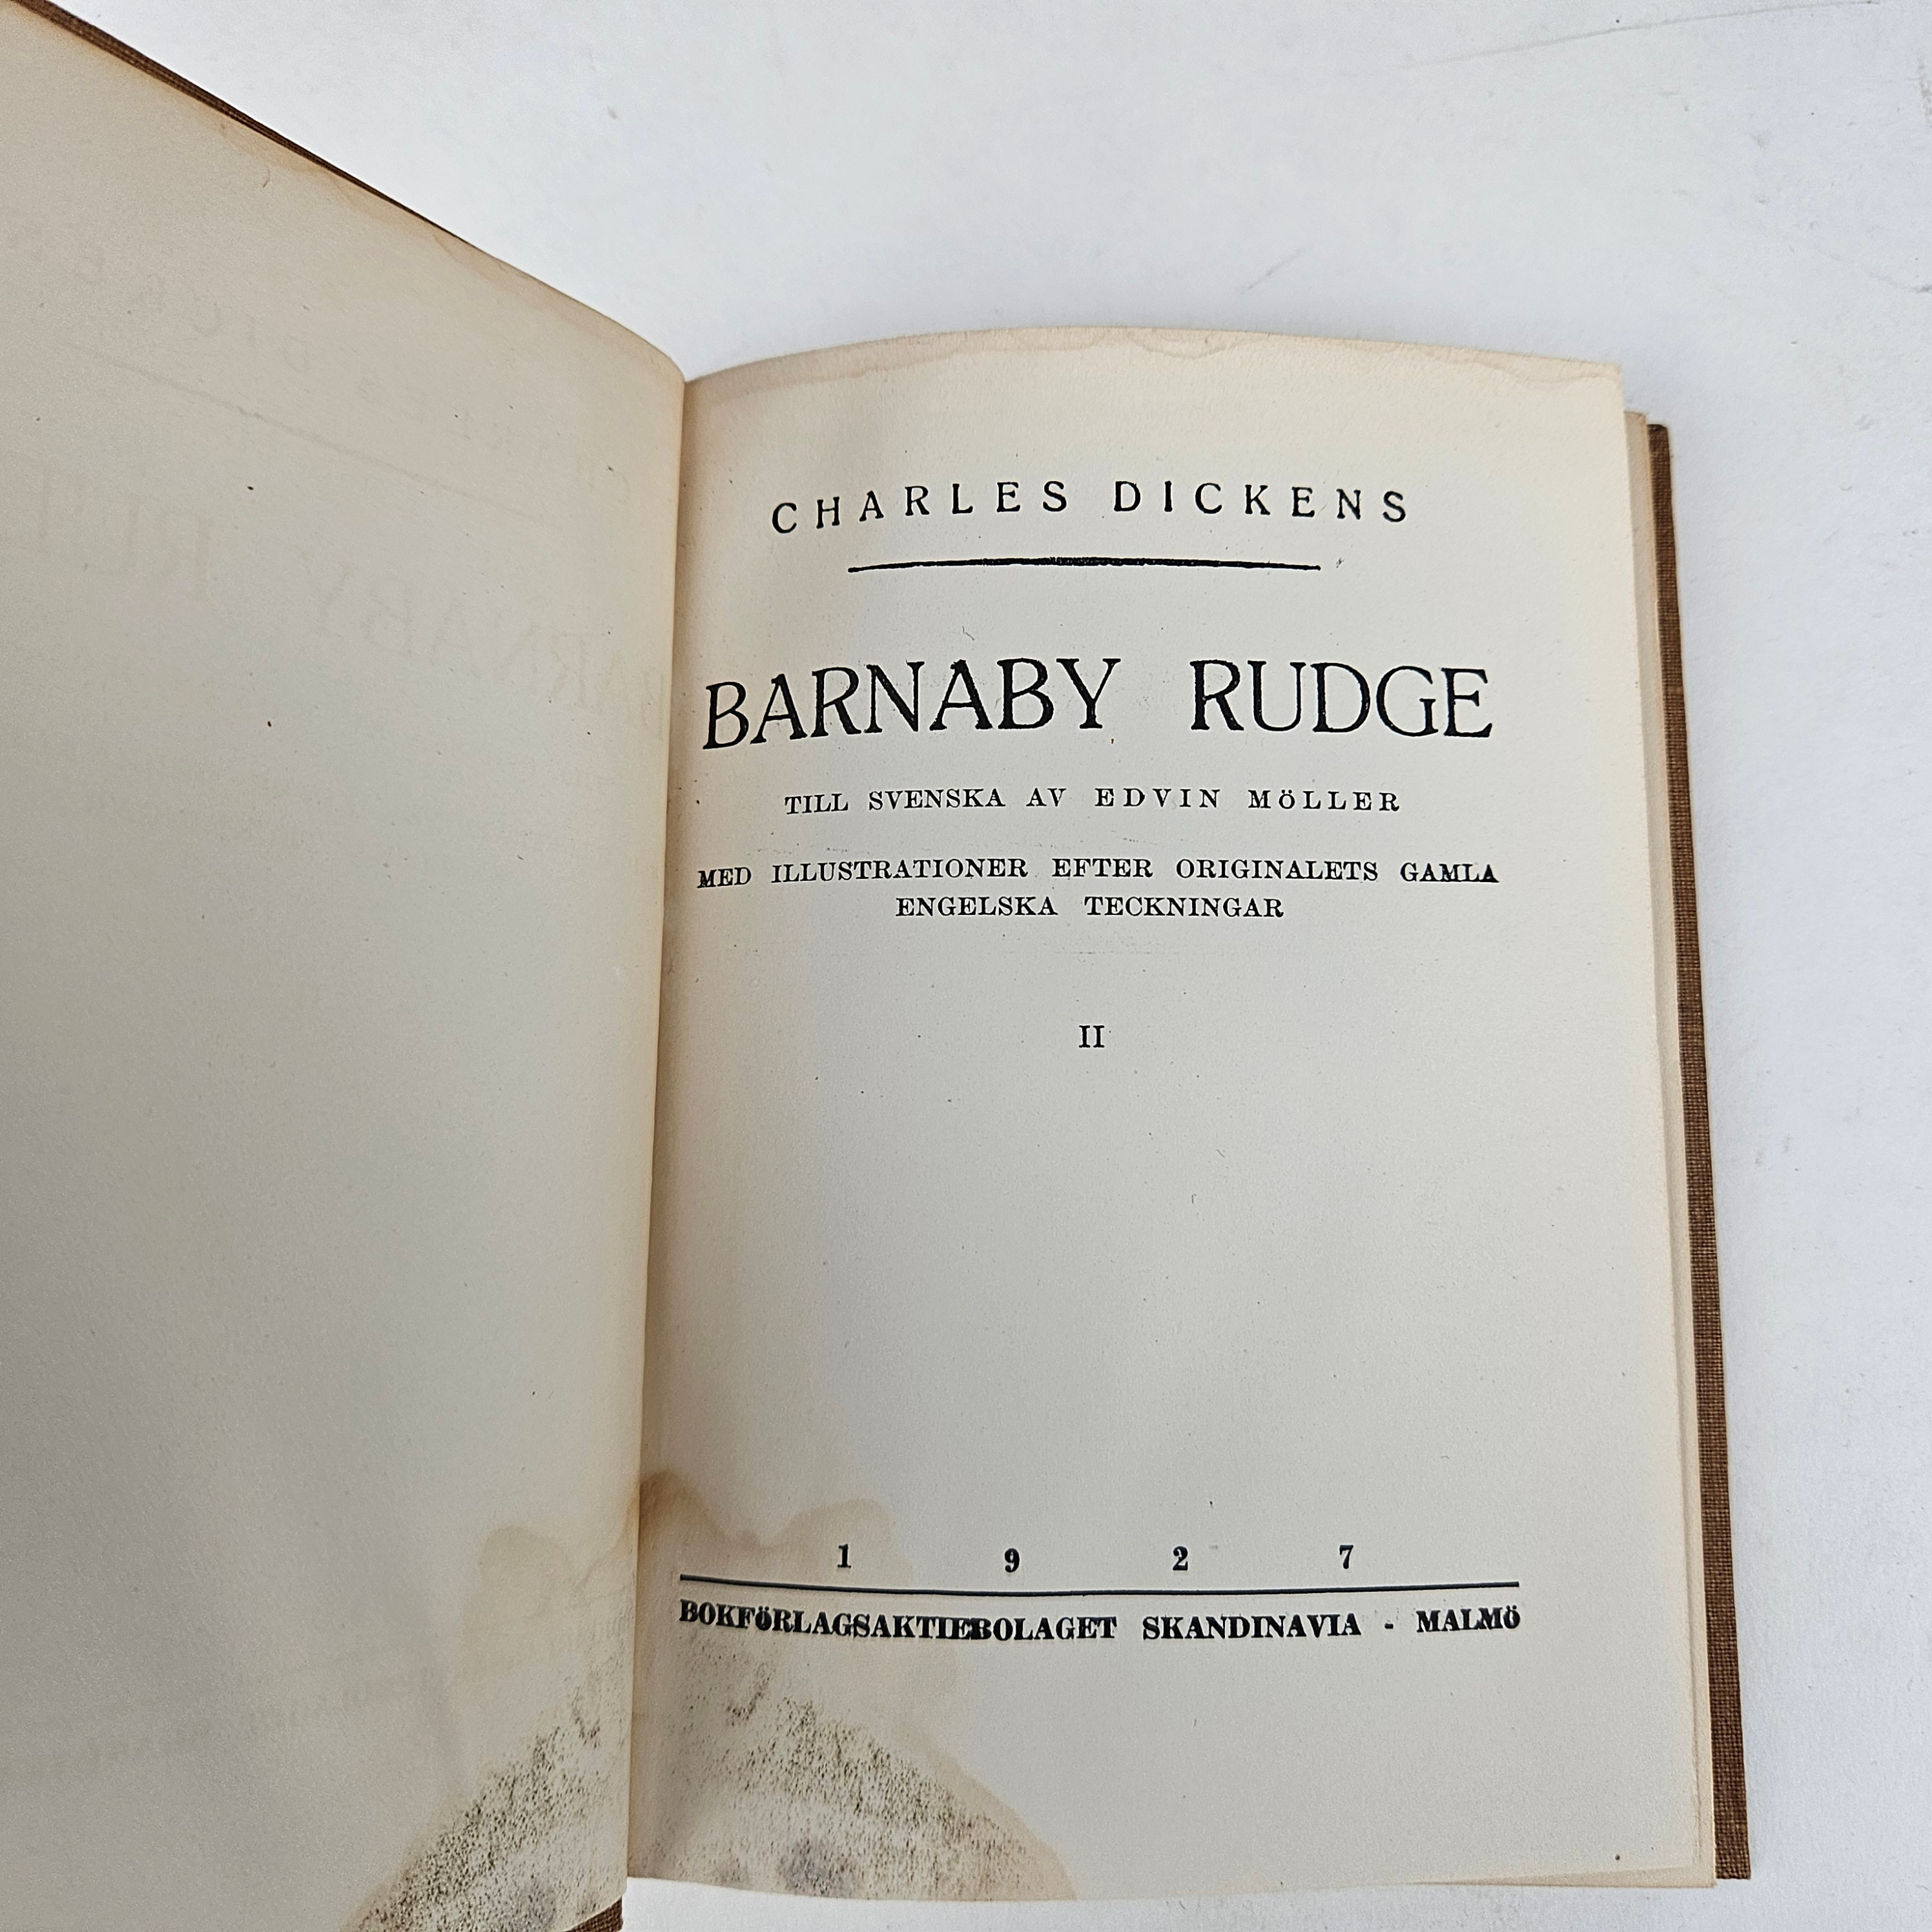 CHARLES DICKENS
BARNABY RUDGE
TILL SVENSKA AV EDVIN MÖLLER
MED ILLUSTRATIONER EFTER ORIGINALETS GAMLA
ENGELSKA TECKNINGAR
II
1 9 2 7
BOKFÖRLAGSAKTIEBOLAGET SKANDINAVIA - MALMÖ